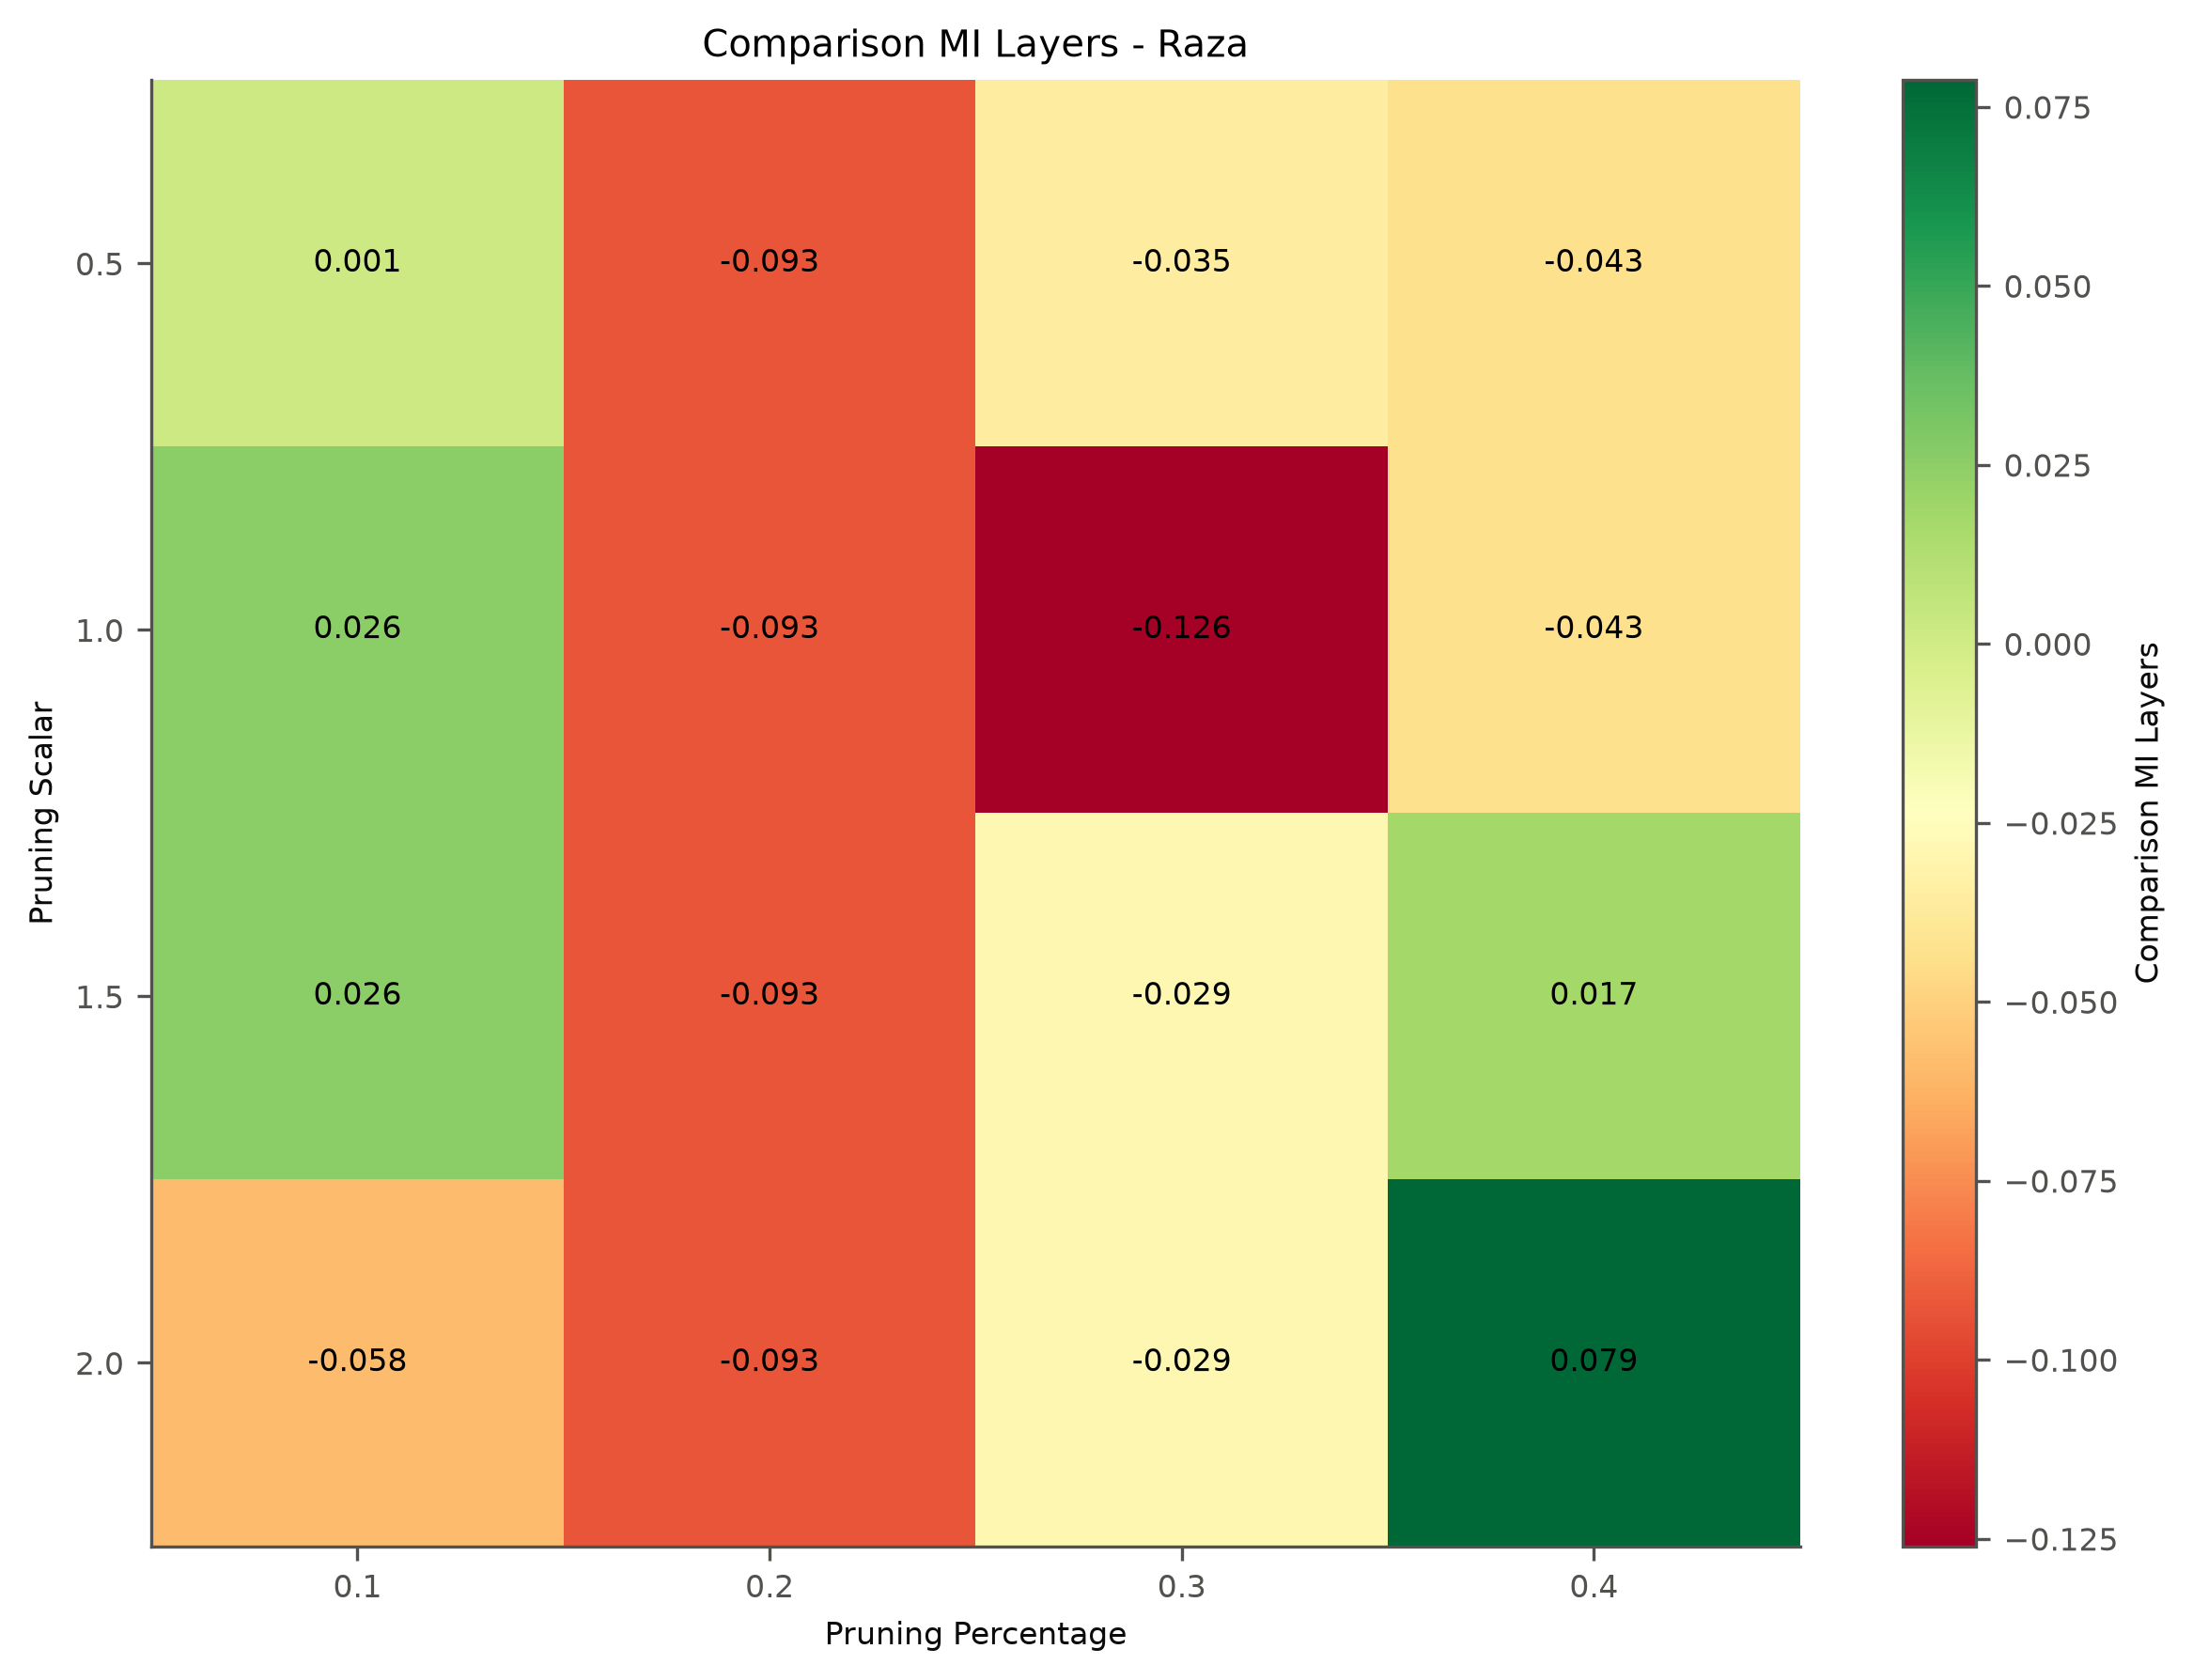 Comparison MI Layers - Raza
Pruning Scalar
0.5
1.0
1.5
2.0
0.001 -0.093 -0.035 -0.043
0.026 -0.093 -0.126 -0.043
0.026 -0.093 -0.029 0.017
-0.058 -0.093 -0.029 0.079
0.1 0.2 0.3 0.4
Pruning Percentage
0.075
0.050
0.025
0.000
−0.025
−0.050
−0.075
−0.100
−0.125
Comparison MI Layers